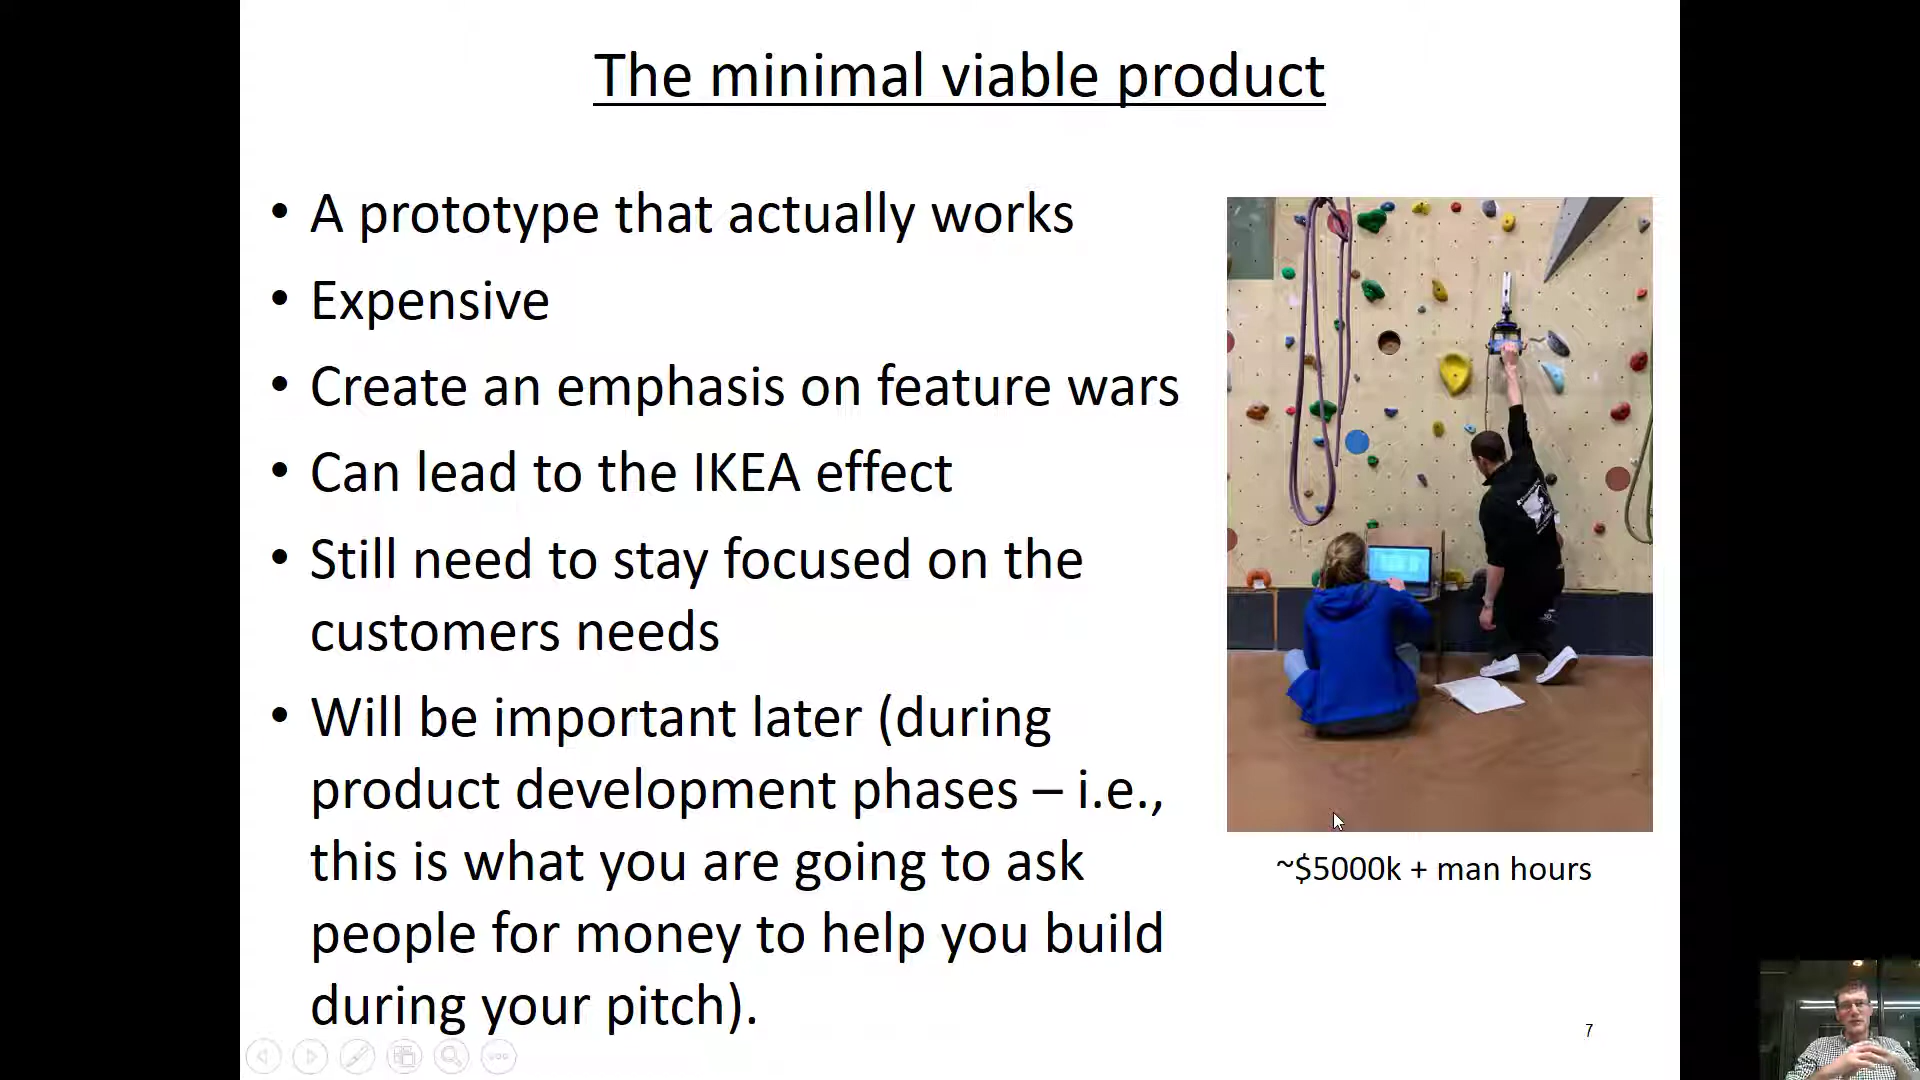 The minimal viable product
• A prototype that actually works
• Expensive
• Create an emphasis on feature wars
• Can lead to the IKEA effect
• Still need to stay focused on the
customers needs
• Will be important later (during
product development phases – i.e.,
this is what you are going to ask
people for money to help you build
during your pitch).
~$5000k + man hours
7